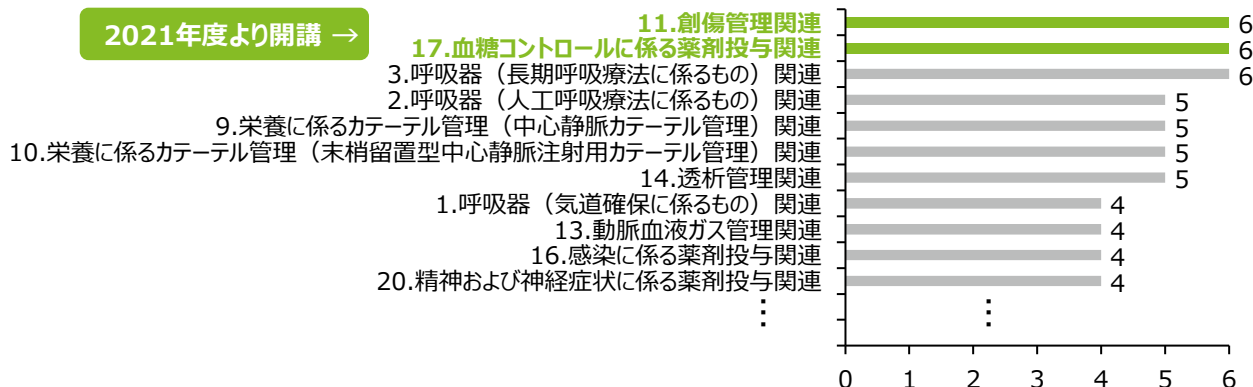 2021年度より開講 →
11.創傷管理関連 6
17.血糖コントロールに係る薬剤投与関連 6
3.呼吸器（長期呼吸療法に係るもの）関連 6
2.呼吸器（人工呼吸療法に係るもの）関連 5
9.栄養に係るカテーテル管理（中心静脈カテーテル管理）関連 5
10.栄養に係るカテーテル管理（末梢留置型中心静脈注射用カテーテル管理）関連 5
14.透析管理関連 5
1.呼吸器（気道確保に係るもの）関連 4
13.動脈血液ガス管理関連 4
16.感染に係る薬剤投与関連 4
20.精神および神経症状に係る薬剤投与関連 4
⋮ ⋮
0 1 2 3 4 5 6